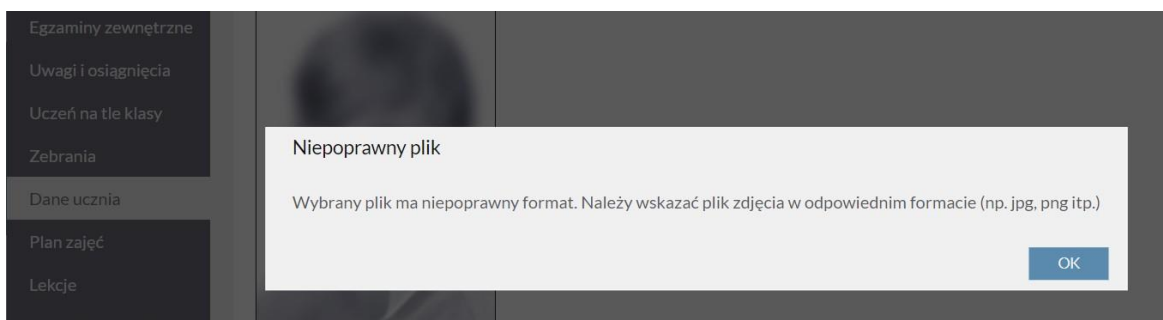 Egzaminy zewnętrzne
Uwagi i osiągnięcia
Uczeń na tle klasy
Zebrania
Dane ucznia
Plan zajęć
Lekcje
Niepoprawny plik
Wybrany plik ma niepoprawny format. Należy wskazać plik zdjęcia w odpowiednim formacie (np. jpg, png itp.)
OK